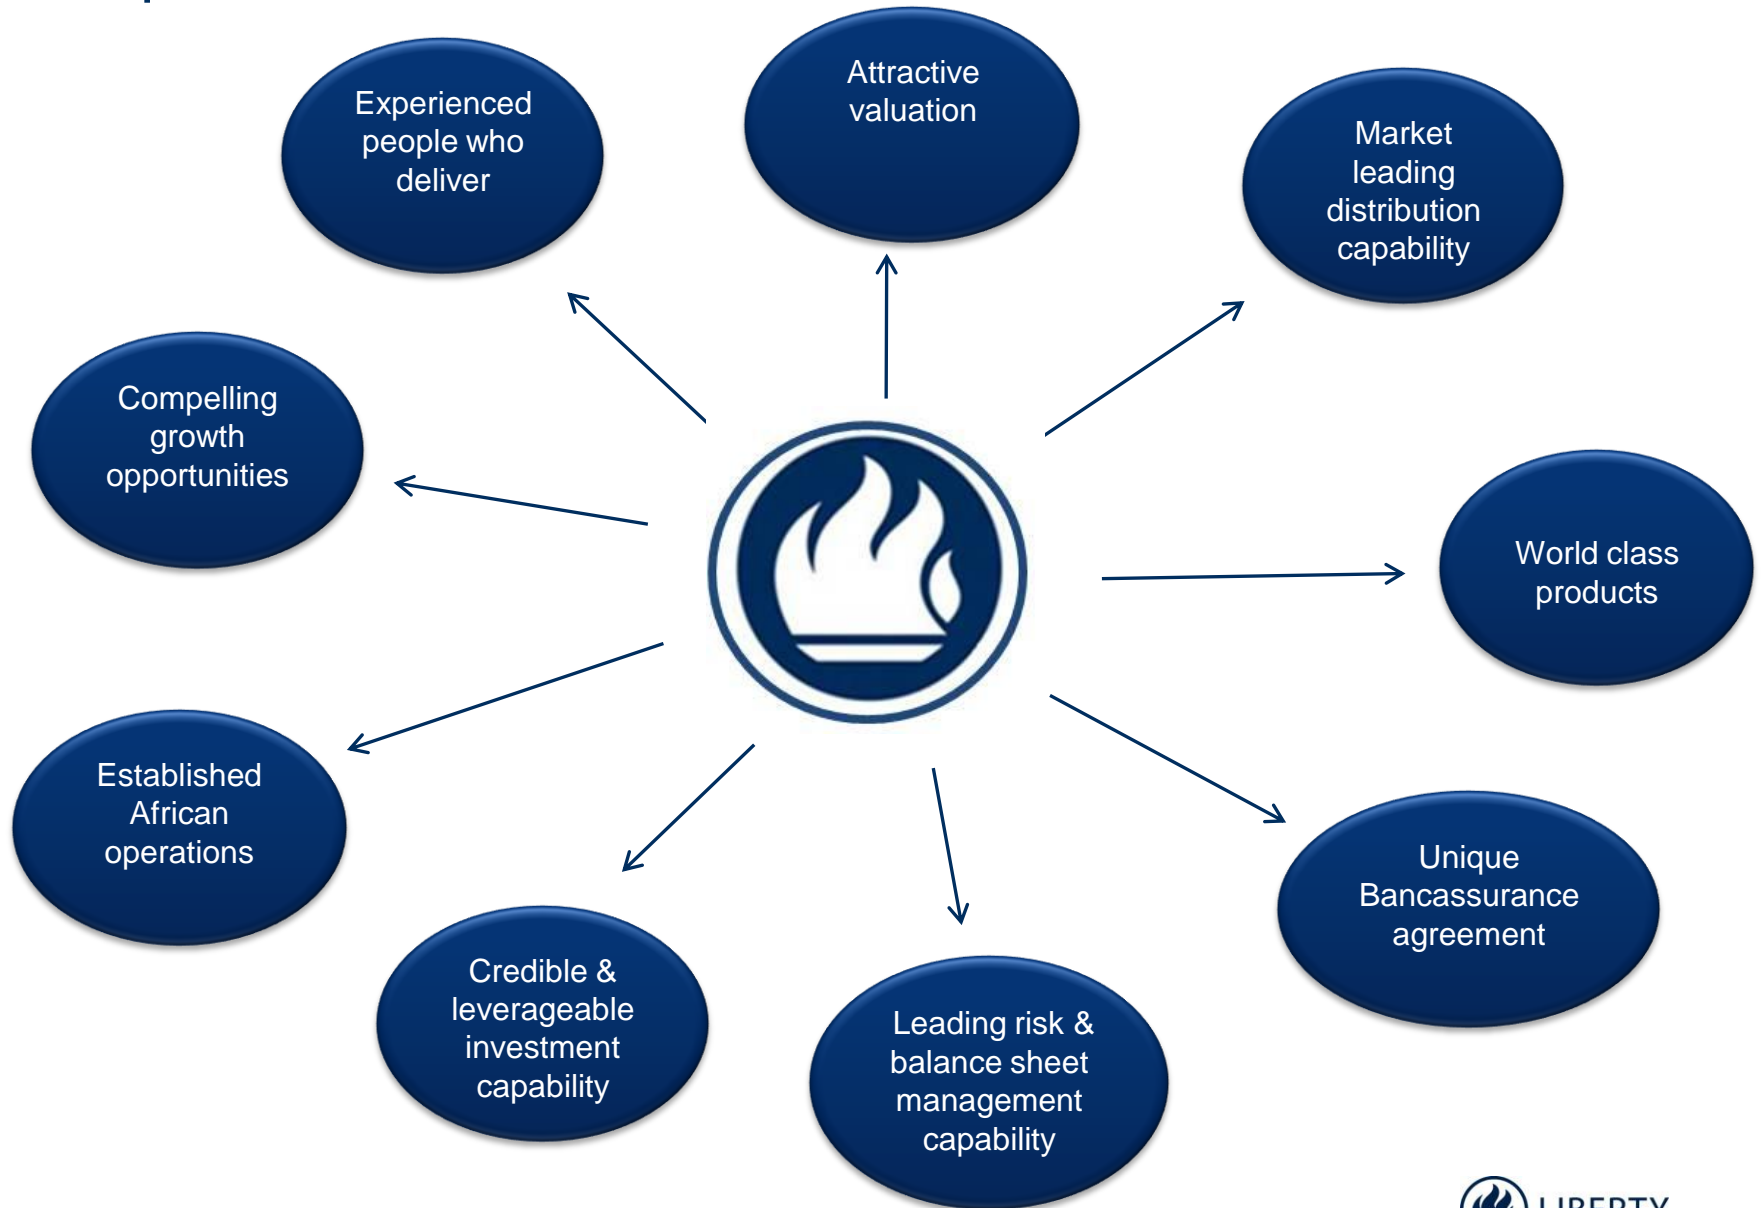 Attractive
valuation
Experienced
people who
deliver
Market
leading
distribution
capability
Compelling
growth
opportunities
World class
products
Established
African
operations
Unique
Bancassurance
agreement
Credible &
leverageable
investment
capability
Leading risk &
balance sheet
management
capability
LIBERTY